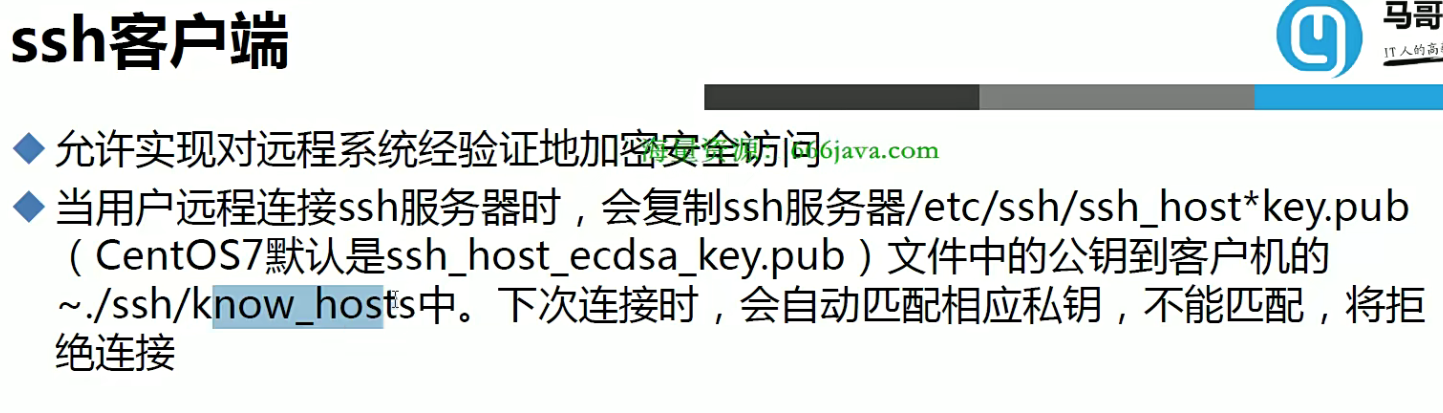 ssh客户端
马哥
IT人的高
允许实现对远程系统经验证地加密安全访问
海量资源:666java.com
当用户远程连接ssh服务器时,会复制ssh服务器/etc/ssh/ssh_host*key.pub
(CentOS7默认是ssh_host_ecdsa_key.pub)文件中的公钥到客户机的
~./ssh/know_hosts中。下次连接时,会自动匹配相应私钥,不能匹配,将拒
绝连接